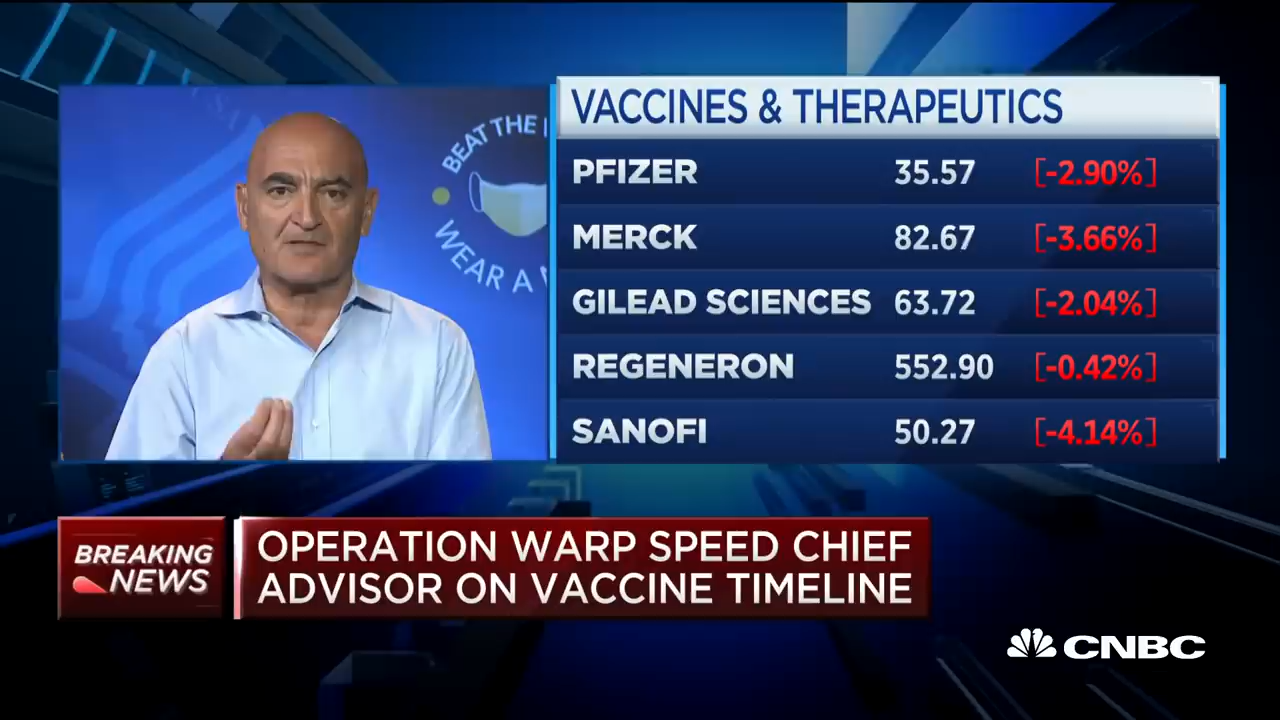 BEAT THE
WEAR A
VACCINES & THERAPEUTICS
PFIZER 35.57 [-2.90%]
MERCK 82.67 [-3.66%]
GILEAD SCIENCES 63.72 [-2.04%]
REGENERON 552.90 [-0.42%]
SANOFI 50.27 [-4.14%]
BREAKING
NEWS
OPERATION WARP SPEED CHIEF
ADVISOR ON VACCINE TIMELINE
CNBC